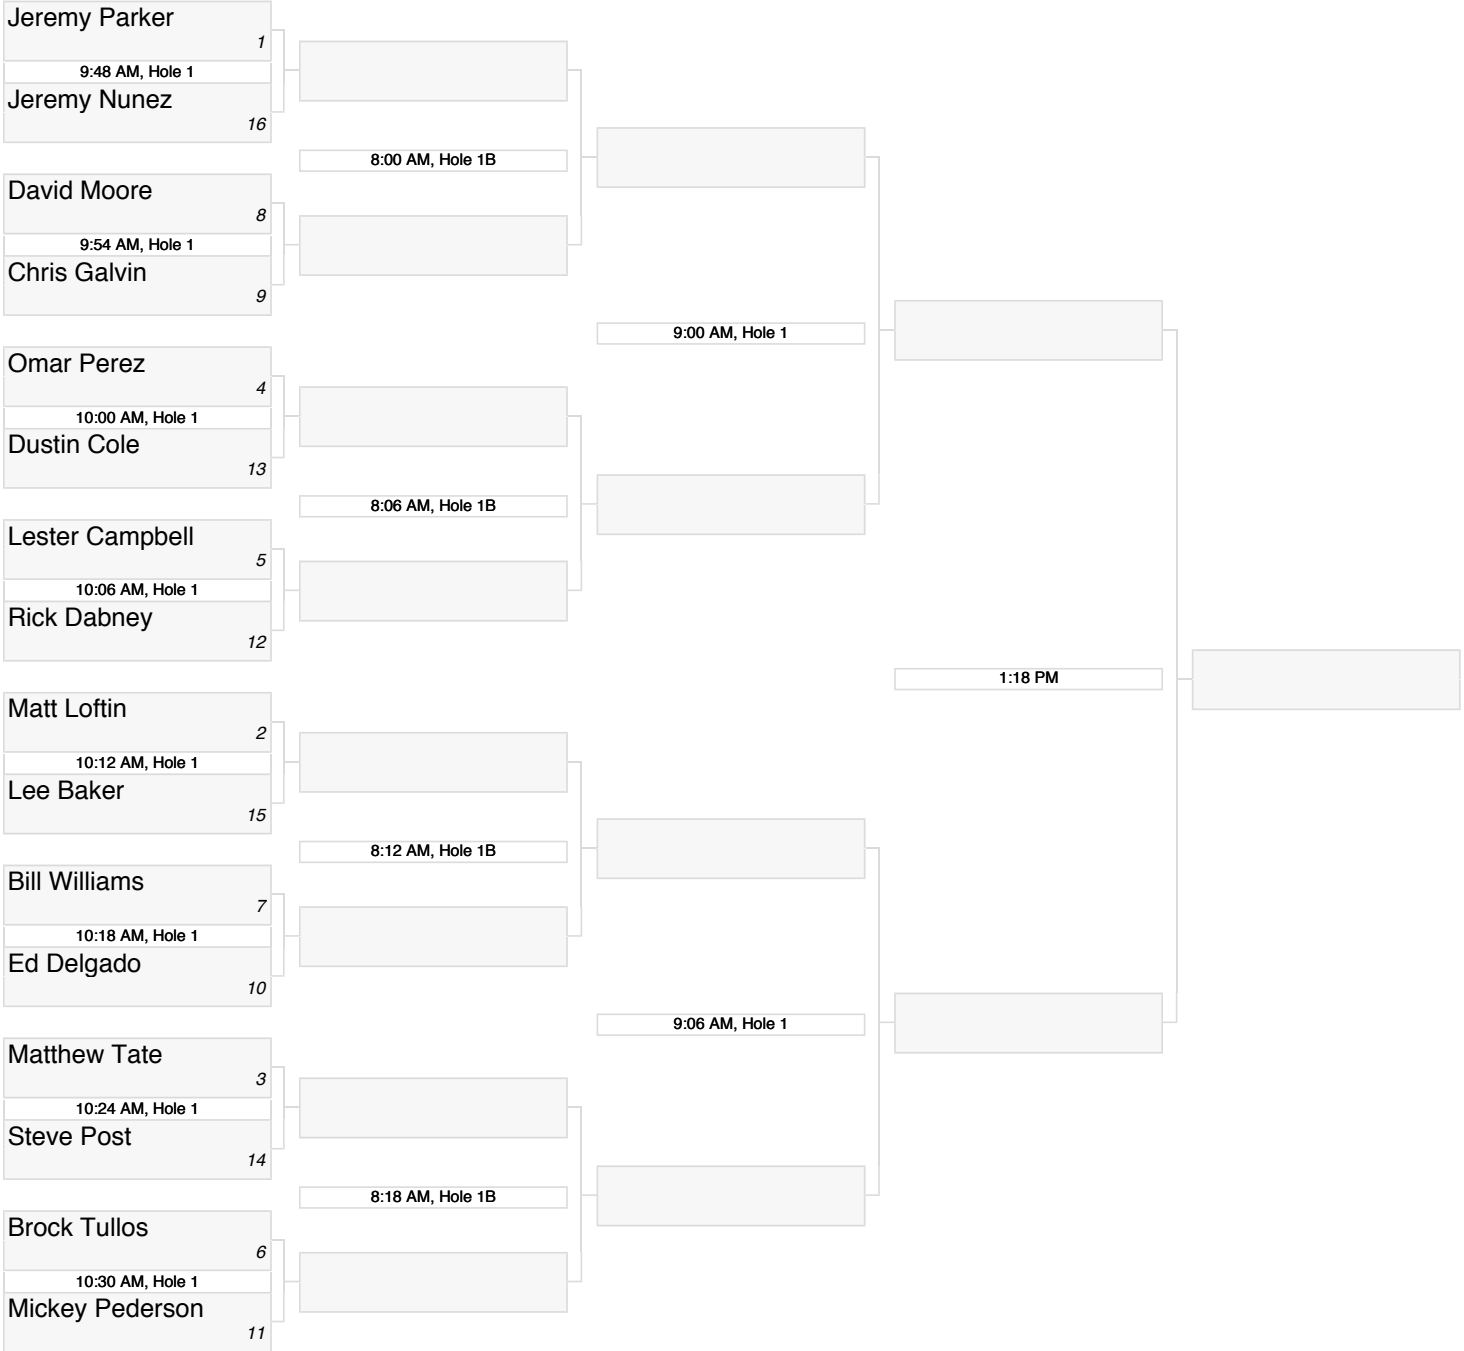 Jeremy Parker
1
9:48 AM, Hole 1
Jeremy Nunez
16
8:00 AM, Hole 1B
David Moore
8
9:54 AM, Hole 1
Chris Galvin
9
9:00 AM, Hole 1
Omar Perez
4
10:00 AM, Hole 1
Dustin Cole
13
8:06 AM, Hole 1B
Lester Campbell
5
10:06 AM, Hole 1
Rick Dabney
12
1:18 PM
Matt Loftin
2
10:12 AM, Hole 1
Lee Baker
15
8:12 AM, Hole 1B
Bill Williams
7
10:18 AM, Hole 1
Ed Delgado
10
9:06 AM, Hole 1
Matthew Tate
3
10:24 AM, Hole 1
Steve Post
14
8:18 AM, Hole 1B
Brock Tullos
6
10:30 AM, Hole 1
Mickey Pederson
11